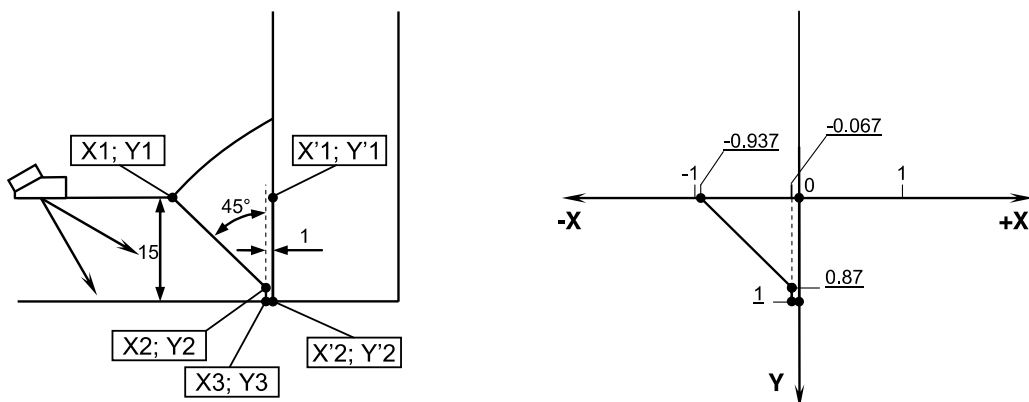 X1; Y1
X'1; Y'1
45°
1
15
X2; Y2
X'2; Y'2
X3; Y3
-0.067
-0.937
-1
0
1
-X
+X
0.87
1
Y